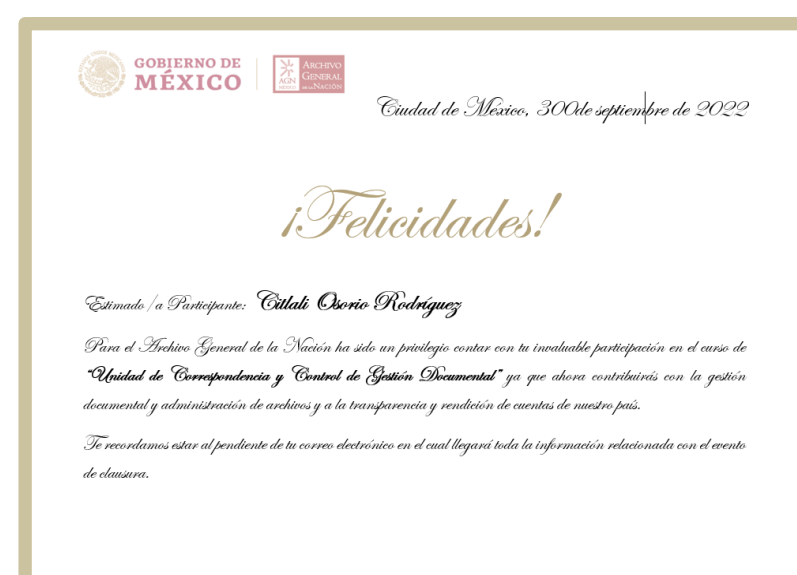 GOBIERNO DE
MÉXICO
AGN
MÉXICO
ARCHIVO
GENERAL
DE LA NACIÓN
Ciudad de México, 300de septiembre de 2022
¡Felicidades!
Estimado /a Participante: Citlali Osorio Rodríguez
Para el Archivo General de la Nación ha sido un privilegio contar con tu invaluable participación en el curso de
"Unidad de Correspondencia y Control de Gestión Documental" ya que ahora contribuirás con la gestión
documental y administración de archivos y a la transparencia y rendición de cuentas de nuestro país.
Te recordamos estar al pendiente de tu correo electrónico en el cual llegará toda la información relacionada con el evento
de clausura.